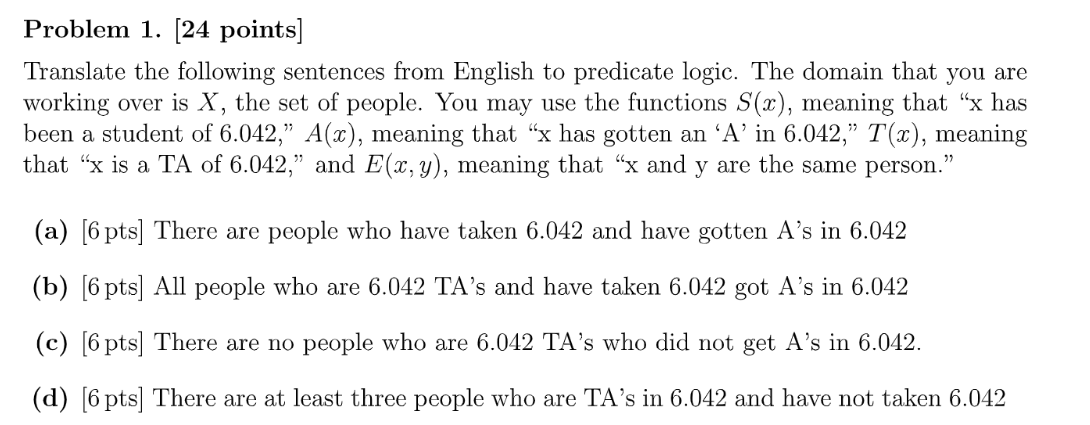 Problem 1. [24 points]
Translate the following sentences from English to predicate logic. The domain that you are
working over is X, the set of people. You may use the functions S(x), meaning that “x has
been a student of 6.042,” A(x), meaning that “x has gotten an ‘A’ in 6.042,” T(x), meaning
that “x is a TA of 6.042,” and E(x, y), meaning that “x and y are the same person.”
(a) [6 pts] There are people who have taken 6.042 and have gotten A’s in 6.042
(b) [6 pts] All people who are 6.042 TA’s and have taken 6.042 got A’s in 6.042
(c) [6 pts] There are no people who are 6.042 TA’s who did not get A’s in 6.042.
(d) [6 pts] There are at least three people who are TA’s in 6.042 and have not taken 6.042